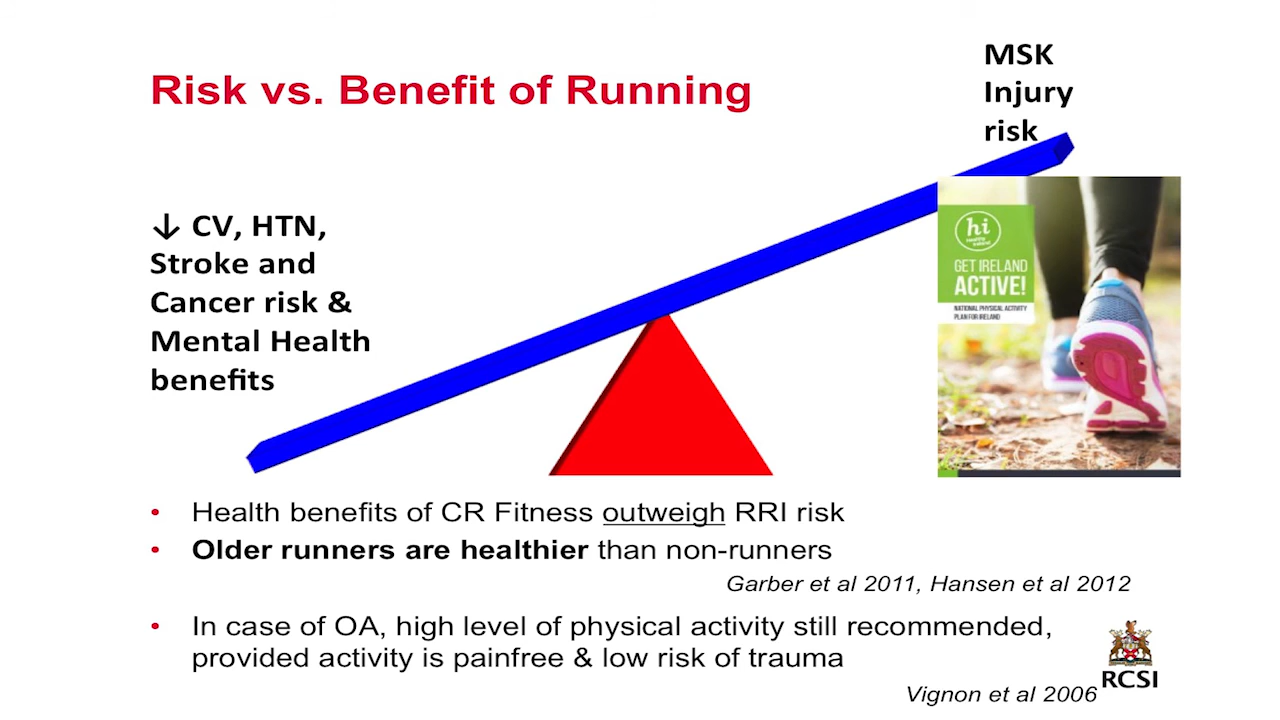 Risk vs. Benefit of Running
MSK
Injury
risk
↓ CV, HTN,
Stroke and
Cancer risk &
Mental Health
benefits
hi
Healthy Ireland
GET IRELAND
ACTIVE!
NATIONAL PHYSICAL ACTIVITY
PLAN FOR IRELAND
• Health benefits of CR Fitness outweigh RRI risk
• Older runners are healthier than non-runners
Garber et al 2011, Hansen et al 2012
• In case of OA, high level of physical activity still recommended,
provided activity is painfree & low risk of trauma
Vignon et al 2006
RCSI